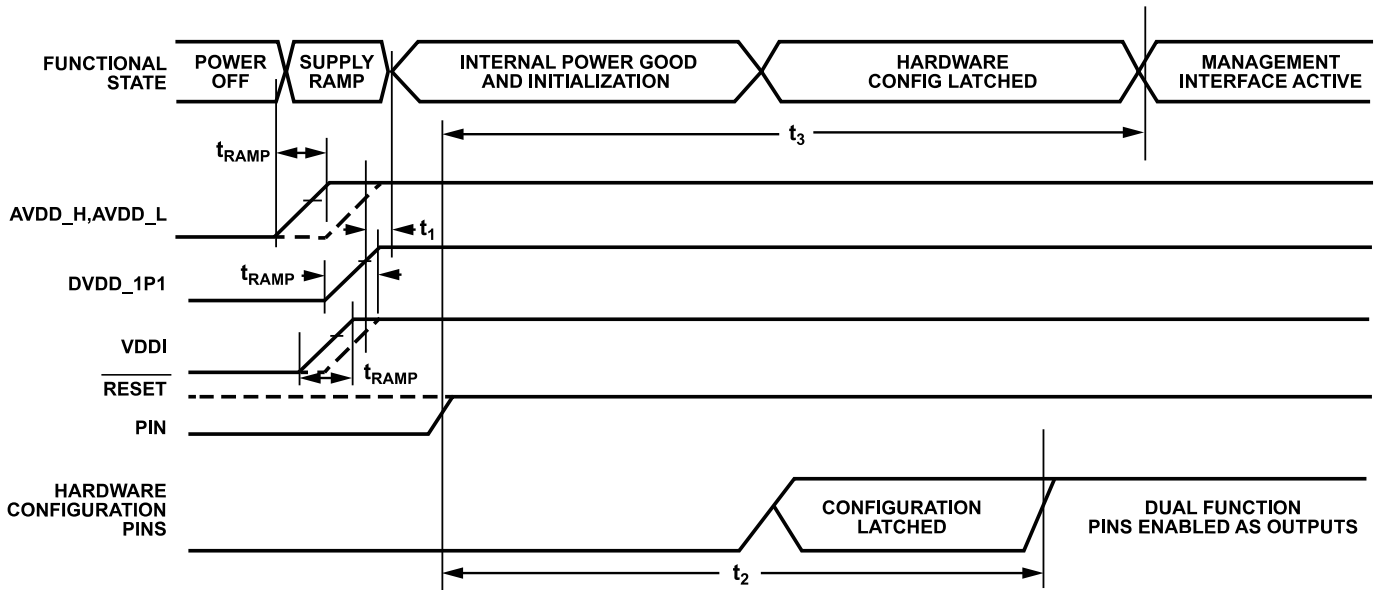 FUNCTIONAL
STATE
POWER
OFF
SUPPLY
RAMP
INTERNAL POWER GOOD
AND INITIALIZATION
HARDWARE
CONFIG LATCHED
MANAGEMENT
INTERFACE ACTIVE
t3
tRAMP
AVDD_H,AVDD_L
t1
tRAMP
DVDD_1P1
VDDI
tRAMP
RESET
PIN
HARDWARE
CONFIGURATION
PINS
CONFIGURATION
LATCHED
DUAL FUNCTION
PINS ENABLED AS OUTPUTS
t2